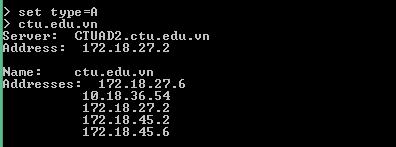 > set type=A
> ctu.edu.vn
Server:  CTUAD2.ctu.edu.vn
Address:  172.18.27.2

Name:    ctu.edu.vn
Addresses:  172.18.27.6
          10.18.36.54
          172.18.27.2
          172.18.45.2
          172.18.45.6